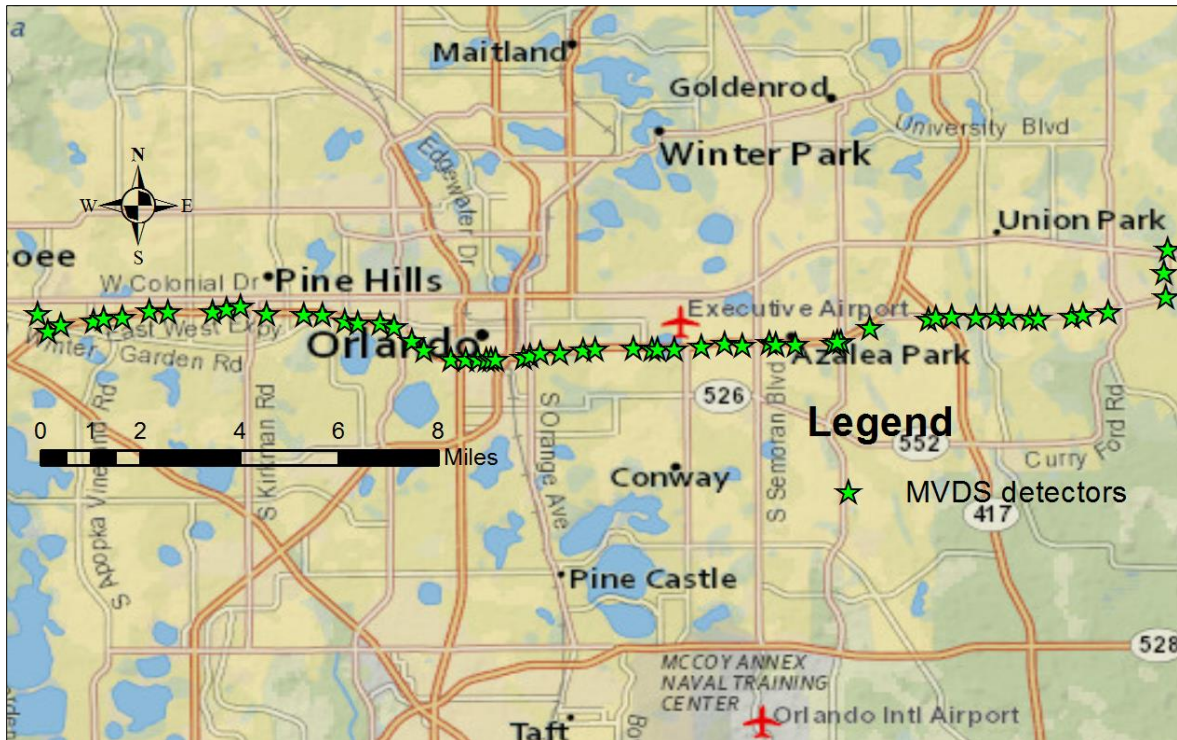 Maitland
Goldenrod
University Blvd
Winter Park
Edgewater Dr
N
W E
S
Union Park
oee
W Colonial Dr
Pine Hills
East West Expy
Executive Airport
Winter Garden Rd
Orlando
Azalea Park
526
S Apopka Vineland Rd
S Kirkman Rd
S Orange Ave
S Semoran Blvd
Legend
552
Curry Ford Rd
0 2 4 6 8
Miles
Conway
MVDS detectors
417
Pine Castle
528
MCCOY ANNEX
NAVAL TRAINING
CENTER
Orlando Intl Airport
Taft